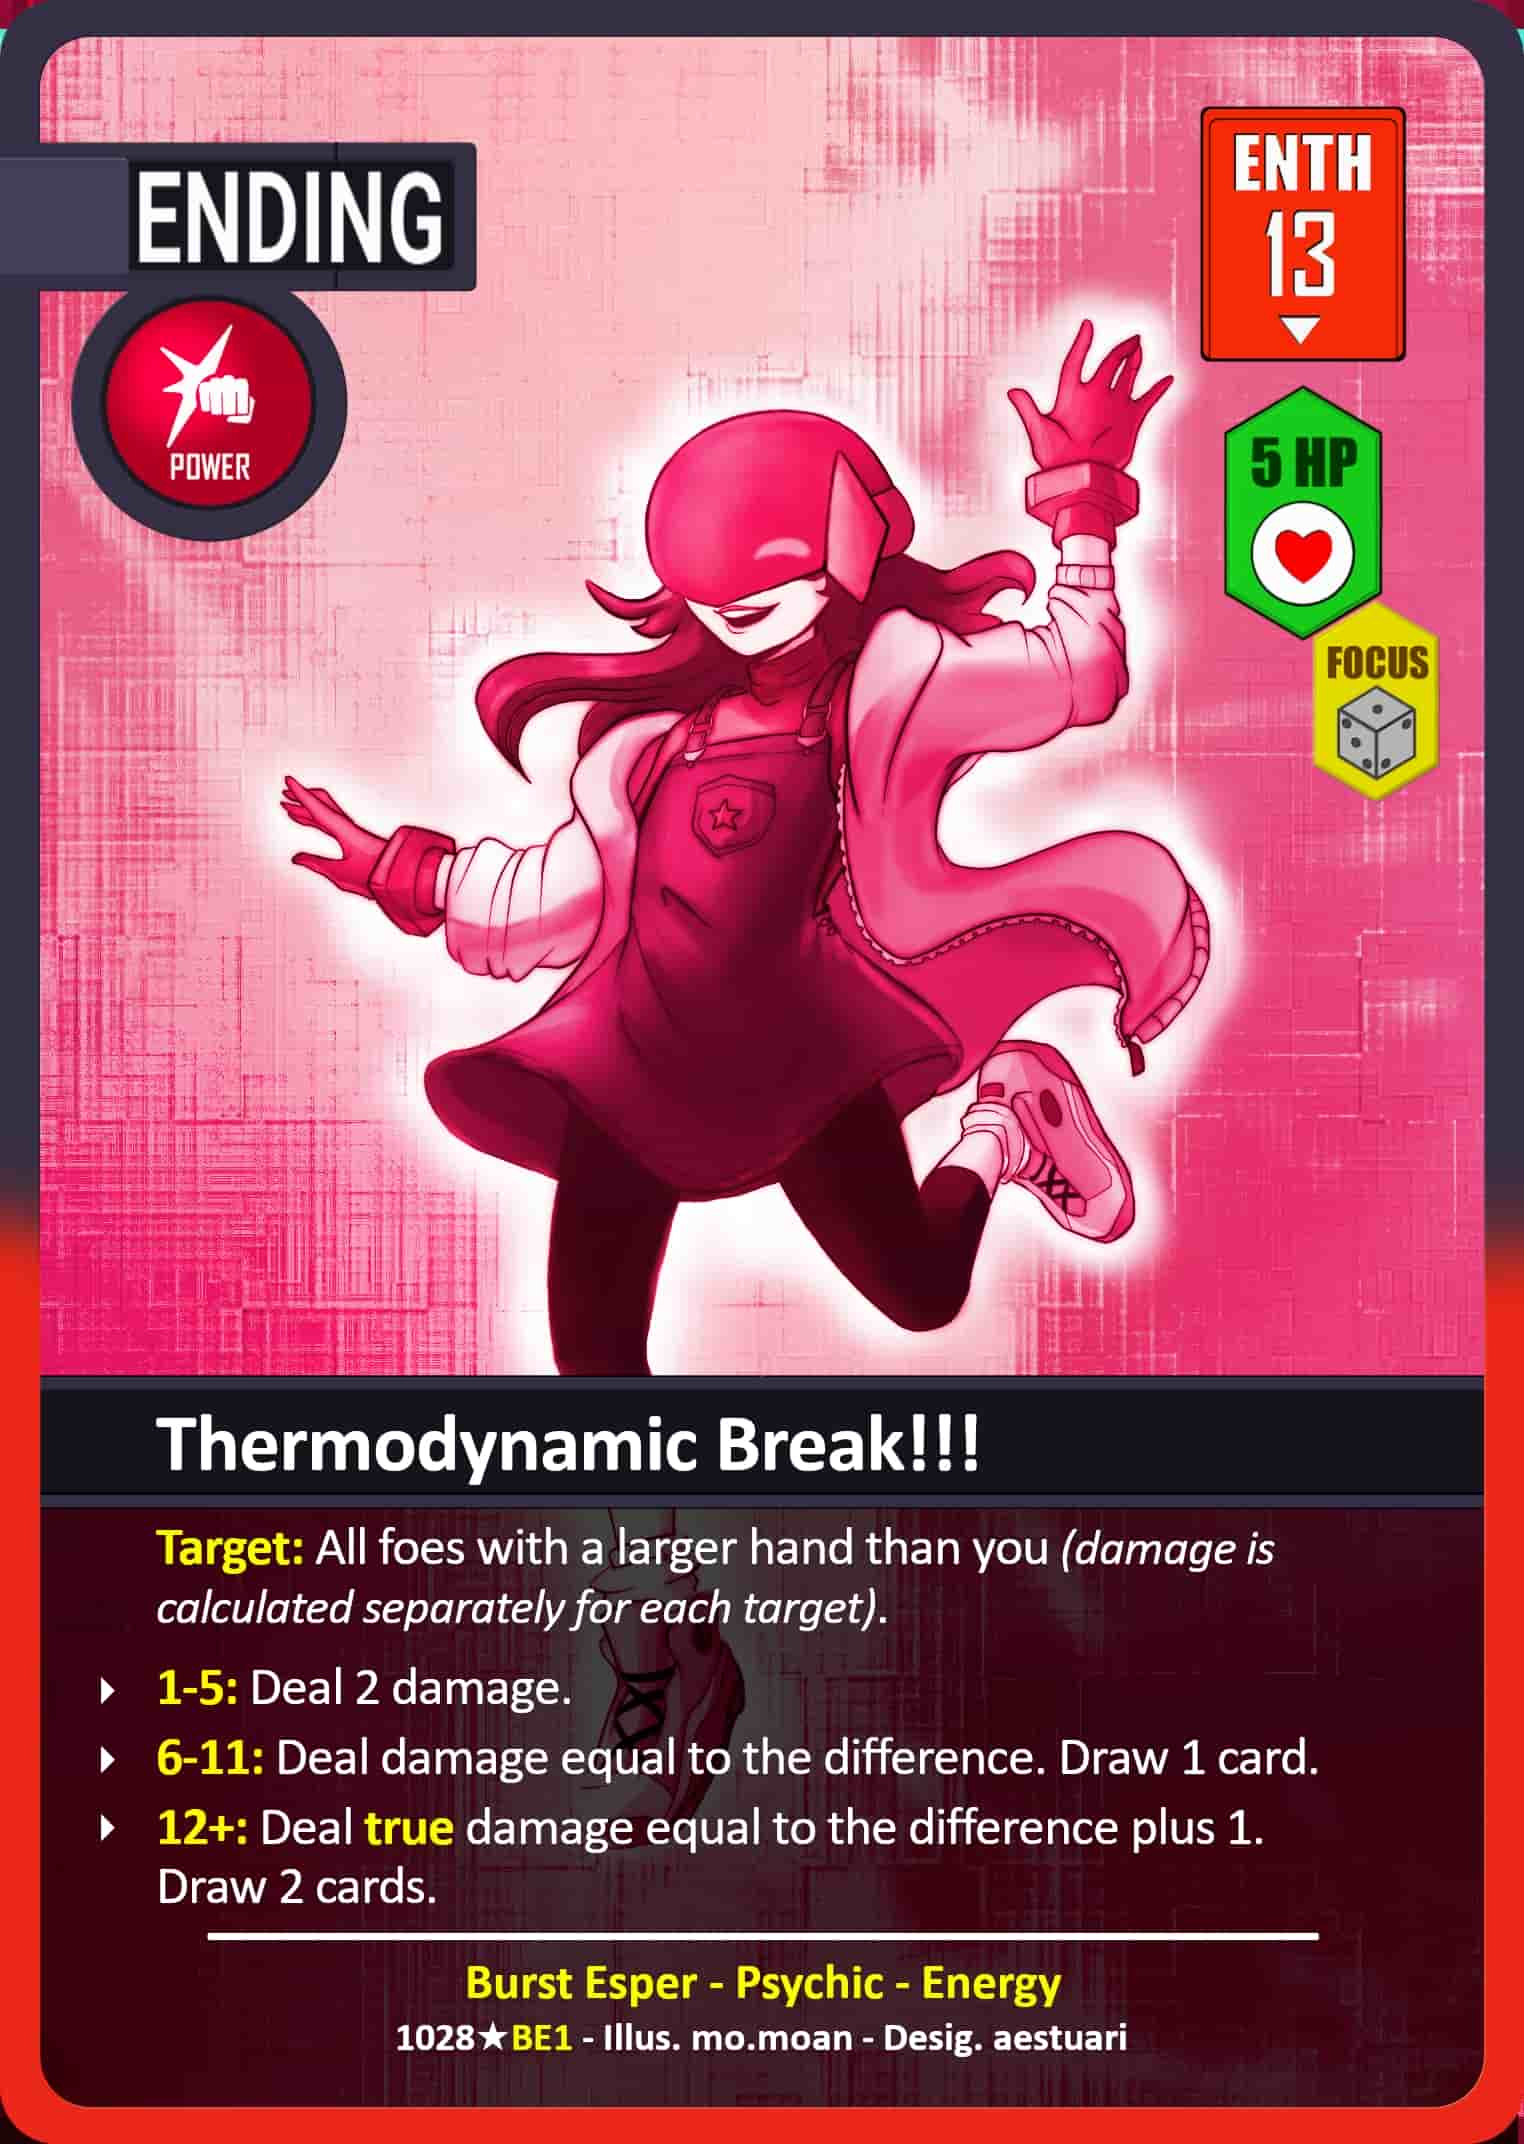 ENDING
ENTH
13
POWER
5 HP
FOCUS
Thermodynamic Break!!!
Target: All foes with a larger hand than you (damage is
calculated separately for each target).
1-5: Deal 2 damage.
6-11: Deal damage equal to the difference. Draw 1 card.
12+: Deal true damage equal to the difference plus 1.
Draw 2 cards.
Burst Esper - Psychic - Energy
1028★BE1 - Illus. mo.moan - Desig. aestuari